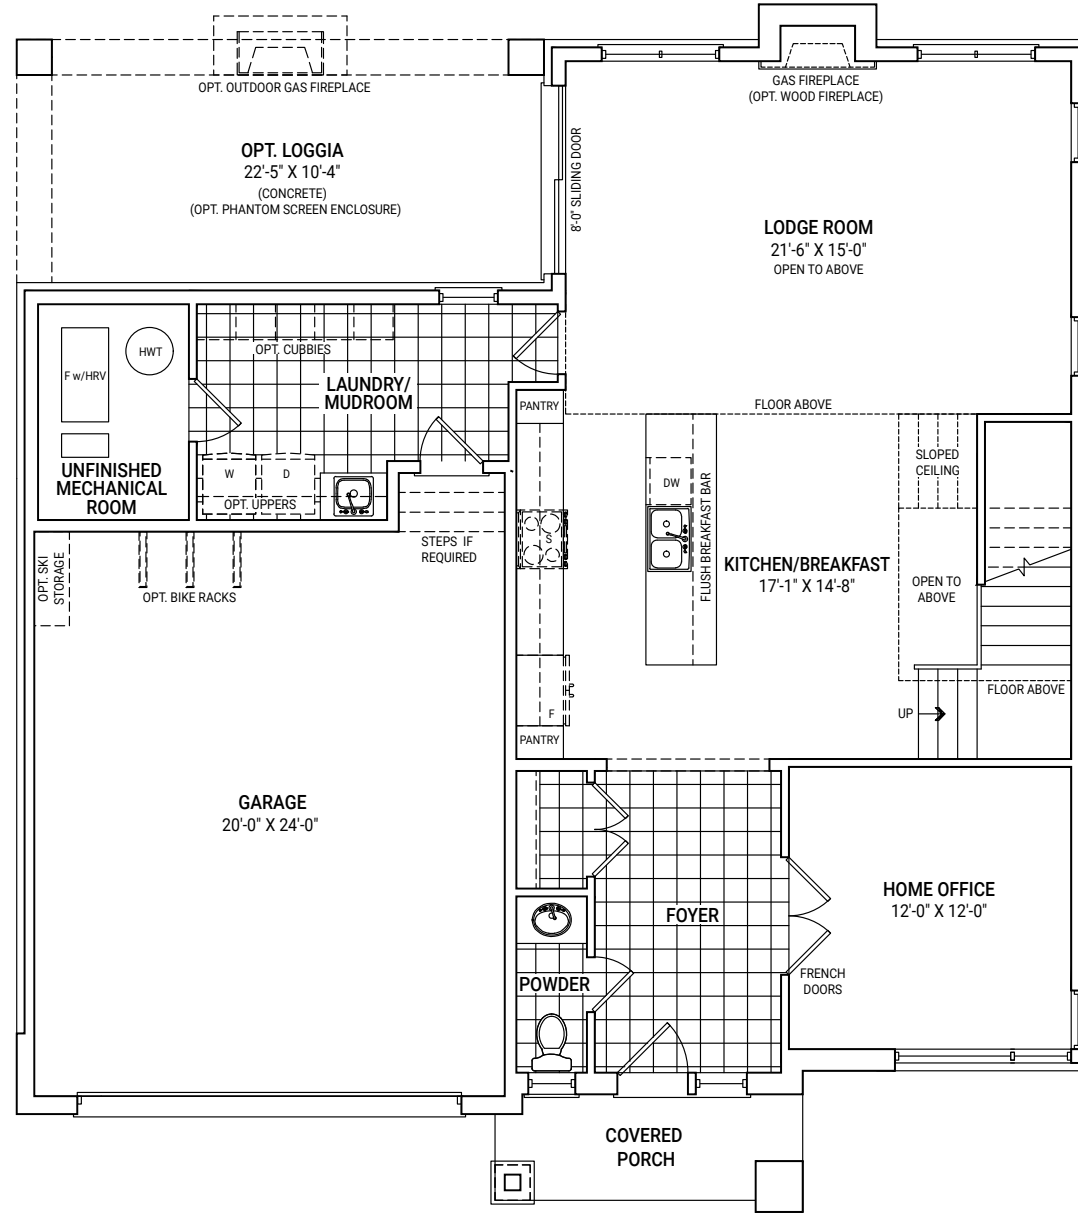 OPT. OUTDOOR GAS FIREPLACE
OPT. LOGGIA
22'-5" X 10'-4"
(CONCRETE)
(OPT. PHANTOM SCREEN ENCLOSURE)
8'-0" SLIDING DOOR
GAS FIREPLACE
(OPT. WOOD FIREPLACE)
LODGE ROOM
21'-6" X 15'-0"
OPEN TO ABOVE
F w/HRV
HWT
UNFINISHED
MECHANICAL
ROOM
OPT. CUBBIES
LAUNDRY/
MUDROOM
W
D
OPT. UPPERS
PANTRY
FLOOR ABOVE
SLOPED
CEILING
DW
FLUSH BREAKFAST BAR
S
KITCHEN/BREAKFAST
17'-1" X 14'-8"
OPEN TO
ABOVE
STEPS IF
REQUIRED
OPT. SKI
STORAGE
OPT. BIKE RACKS
FLOOR ABOVE
UP
F
PANTRY
GARAGE
20'-0" X 24'-0"
FOYER
HOME OFFICE
12'-0" X 12'-0"
FRENCH
DOORS
POWDER
COVERED
PORCH